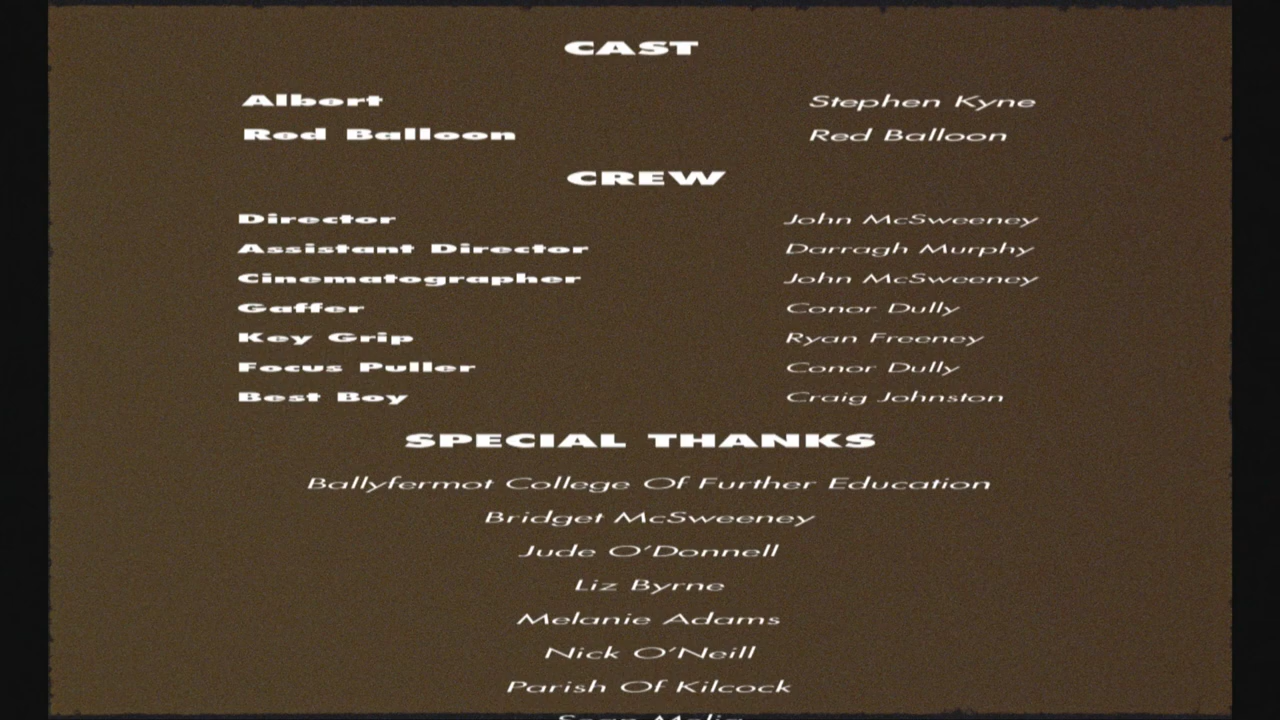 CAST
Albert Stephen Kyne
Red Balloon Red Balloon
CREW
Director John McSweeney
Assistant Director Darragh Murphy
Cinematographer John McSweeney
Gaffer Conor Dully
Key Grip Ryan Freeney
Focus Puller Conor Dully
Best Boy Craig Johnston
SPECIAL THANKS
Ballyfermot College Of Further Education
Bridget McSweeney
Jude O'Donnell
Liz Byrne
Melanie Adams
Nick O'Neill
Parish Of Kilcock